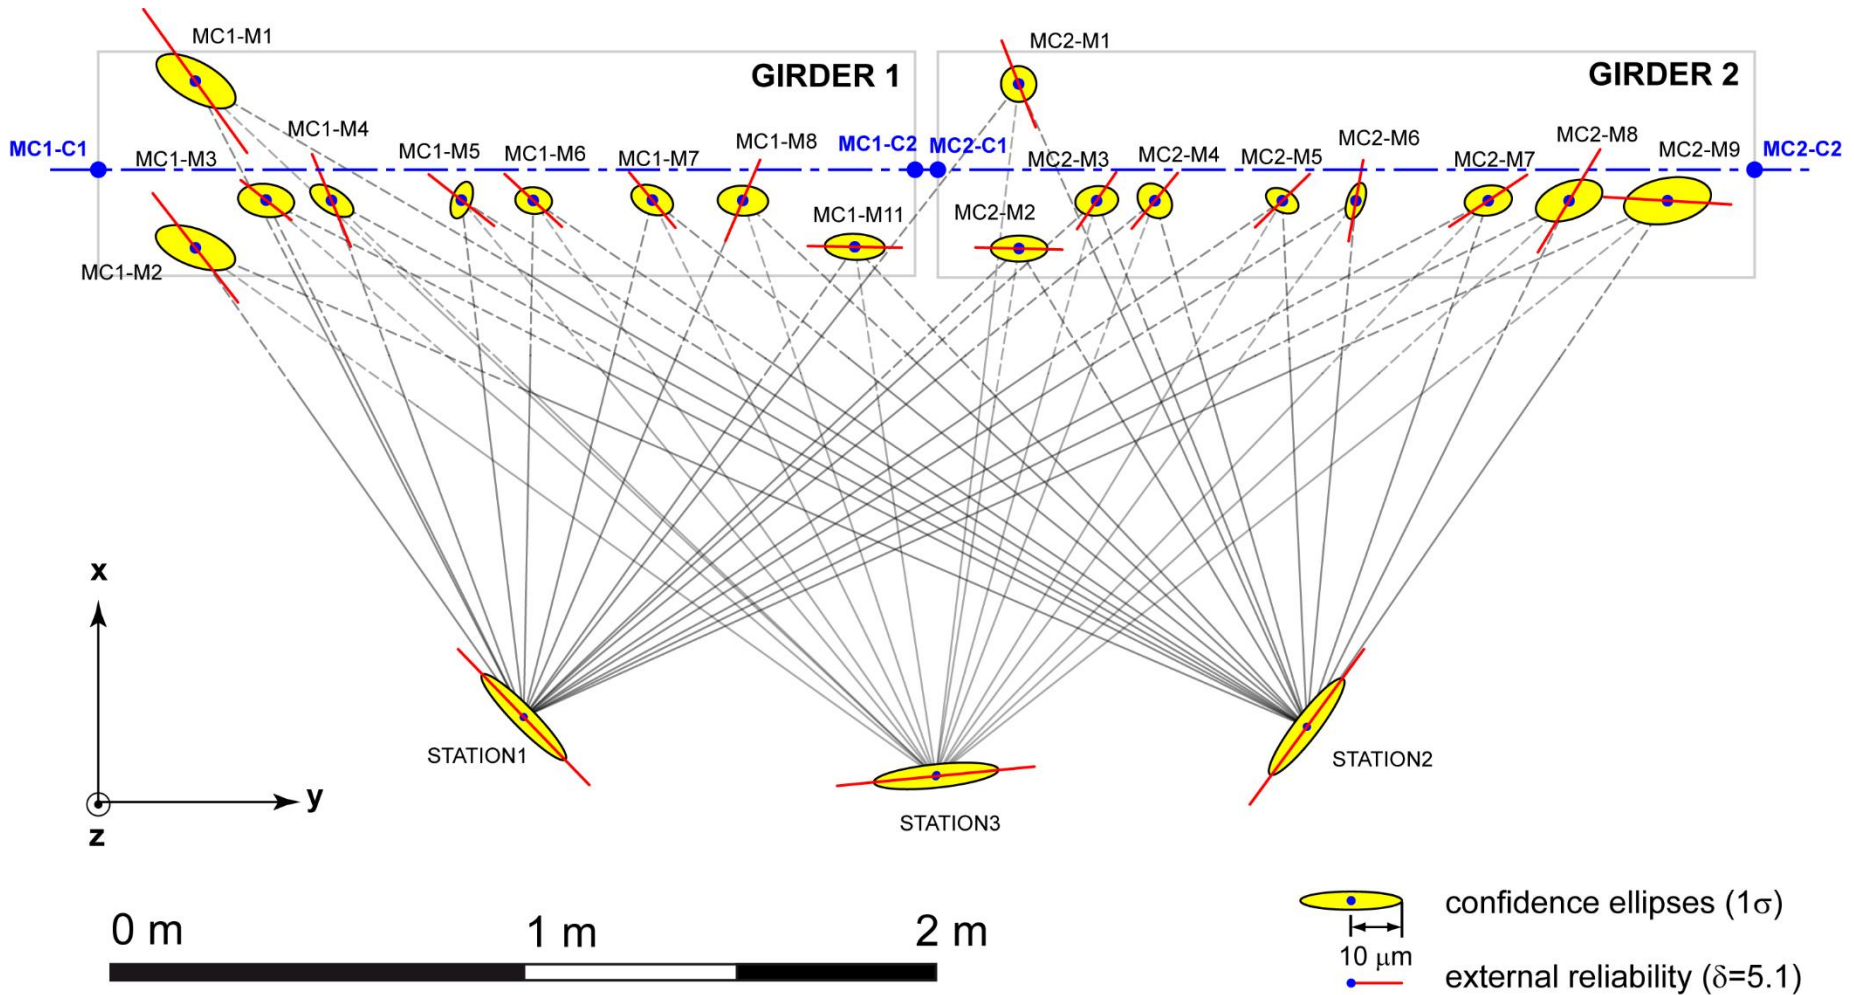 MC1-M1
MC2-M1
GIRDER 1
GIRDER 2
MC1-M4
MC1-M8
MC2-M6
MC2-M8
MC1-C1
MC1-M3
MC1-M5
MC1-M6
MC1-M7
MC1-C2
MC2-C1
MC2-M3
MC2-M4
MC2-M5
MC2-M7
MC2-M9
MC2-C2
MC1-M11
MC2-M2
MC1-M2
x
y
z
STATION1
STATION3
STATION2
0 m
1 m
2 m
confidence ellipses (1σ)
10 μm
external reliability (δ=5.1)